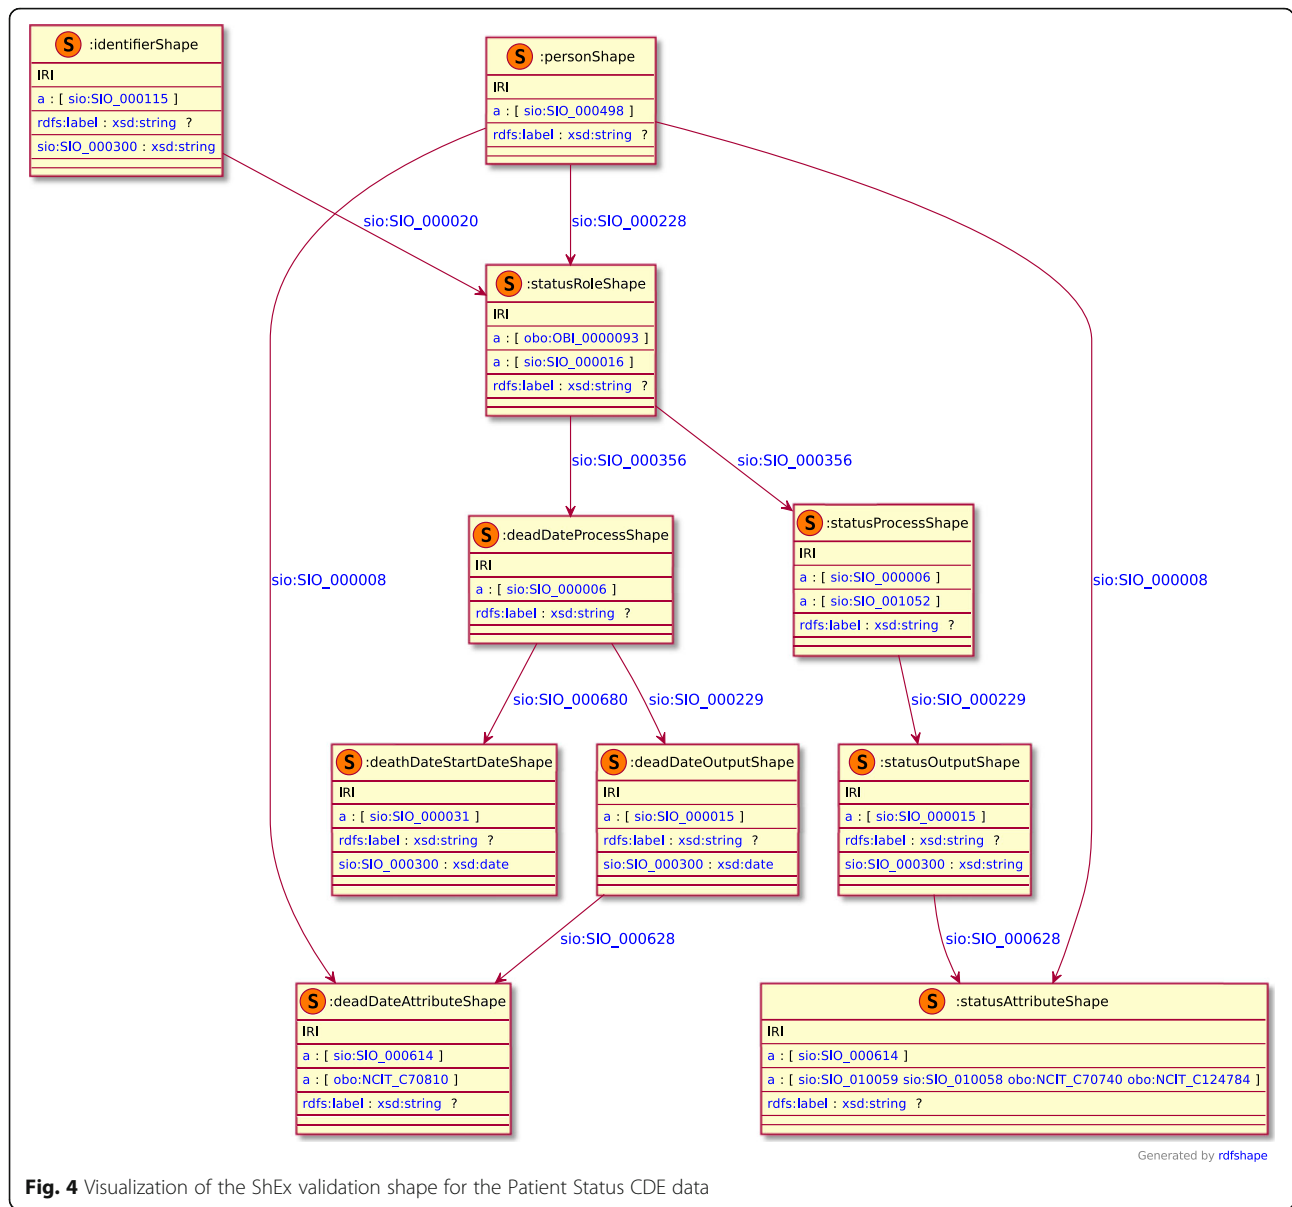 S :identifierShape
IRI
a : [ sio:SIO_000115 ]
rdfs:label : xsd:string ?
sio:SIO_000300 : xsd:string
S :personShape
IRI
a : [ sio:SIO_000498 ]
rdfs:label : xsd:string ?
sio:SIO_000020
sio:SIO_000228
S :statusRoleShape
IRI
a : [ obo:OBI_0000093 ]
a : [ sio:SIO_000016 ]
rdfs:label : xsd:string ?
sio:SIO_000356
sio:SIO_000356
S :deadDateProcessShape
IRI
a : [ sio:SIO_000006 ]
rdfs:label : xsd:string ?
S :statusProcessShape
IRI
a : [ sio:SIO_000006 ]
a : [ sio:SIO_001052 ]
rdfs:label : xsd:string ?
sio:SIO_000008
sio:SIO_000008
sio:SIO_000680
sio:SIO_000229
sio:SIO_000229
S :deathDateStartDateShape
IRI
a : [ sio:SIO_000031 ]
rdfs:label : xsd:string ?
sio:SIO_000300 : xsd:date
S :deadDateOutputShape
IRI
a : [ sio:SIO_000015 ]
rdfs:label : xsd:string ?
sio:SIO_000300 : xsd:date
S :statusOutputShape
IRI
a : [ sio:SIO_000015 ]
rdfs:label : xsd:string ?
sio:SIO_000300 : xsd:string
sio:SIO_000628
sio:SIO_000628
S :deadDateAttributeShape
IRI
a : [ sio:SIO_000614 ]
a : [ obo:NCIT_C70810 ]
rdfs:label : xsd:string ?
S :statusAttributeShape
IRI
a : [ sio:SIO_000614 ]
a : [ sio:SIO_010059 sio:SIO_010058 obo:NCIT_C70740 obo:NCIT_C124784 ]
rdfs:label : xsd:string ?
Generated by rdfshape
Fig. 4 Visualization of the ShEx validation shape for the Patient Status CDE data